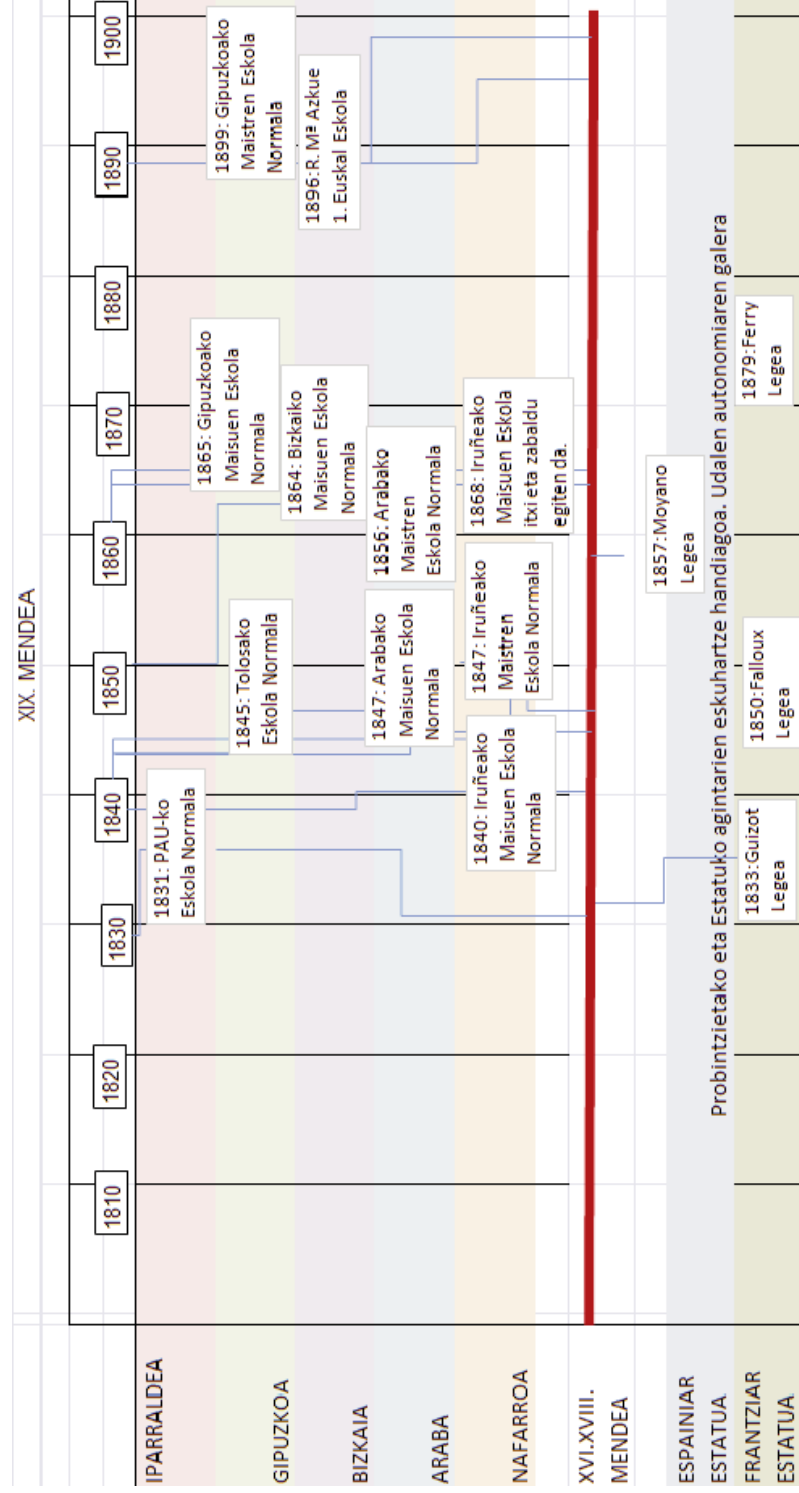 XIX. MENDEA
1810
1820
1830
1840
1850
1860
1870
1880
1890
1900
IPARRALDEA
1831: PAU-ko
Eskola Normala
GIPUZKOA
1845: Tolosako
Eskola Normala
1865: Gipuzkoako
Maisuen Eskola
Normala
1899: Gipuzkoako
Maistren Eskola
Normala
BIZKAIA
1864: Bizkaiko
Maisuen Eskola
Normala
1896: R. Mª Azkue
1. Euskal Eskola
ARABA
1847: Arabako
Maisuen Eskola
Normala
1856: Arabako
Maistren
Eskola Normala
NAFARROA
1840: Iruñeako
Maisuen Eskola
Normala
1847: Iruñeako
Maistren
Eskola Normala
1868: Iruñeako
Maisuen Eskola
itxi eta zabaldu
egiten da.
XVI.XVIII.
MENDEA
ESPAINIAR
ESTATUA
1857: Moyano
Legea
Probintzietako eta Estatuko agintarien eskuhartze handiagoa. Udalen autonomiaren galera
FRANTZIAR
ESTATUA
1833: Guizot
Legea
1850: Falloux
Legea
1879: Ferry
Legea